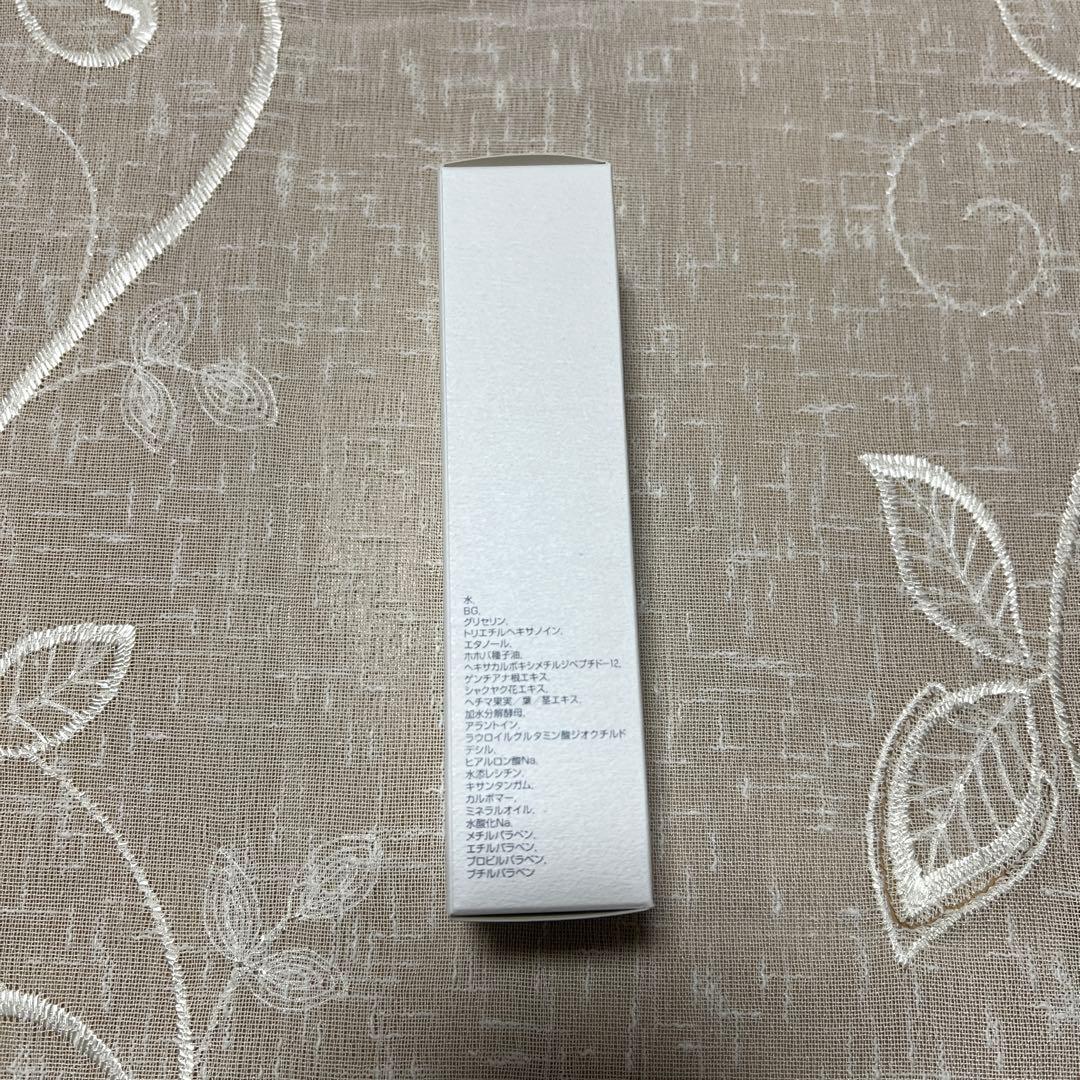 水,
BG,
グリセリン,
トリエチルヘキサノイン,
エタノール,
ホホバ種子油,
ヘキサカルボキシメチルジペプチド-12,
ゲンチアナ根エキス,
シャクヤク花エキス,
ヘチマ果実／葉／茎エキス,
加水分解酵母,
アラントイン,
ラウロイルグルタミン酸ジオクチルド
デシル,
ヒアルロン酸Na,
水添レシチン,
キサンタンガム,
カルボマー,
ミネラルオイル,
水酸化Na,
メチルパラベン,
エチルパラベン,
プロピルパラベン,
ブチルパラベン